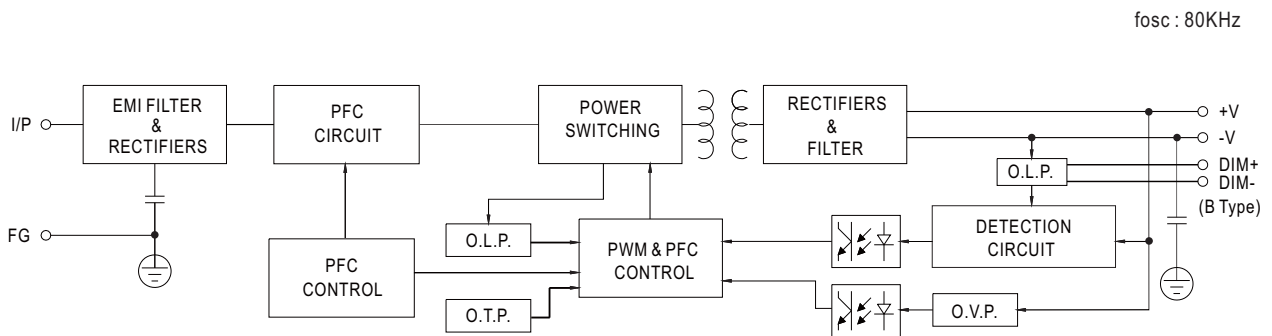 fosc : 80KHz
I/P
EMI FILTER
&
RECTIFIERS
PFC
CIRCUIT
POWER
SWITCHING
RECTIFIERS
&
FILTER
+V
-V
O.L.P.
DIM+
DIM-
(B Type)
FG
PFC
CONTROL
O.L.P.
O.T.P.
PWM & PFC
CONTROL
DETECTION
CIRCUIT
O.V.P.